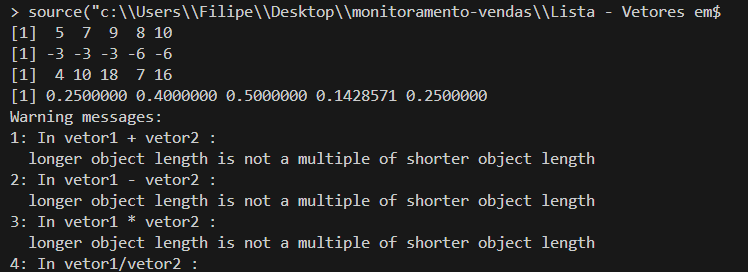 > source("c:\\Users\\Filipe\\Desktop\\monitoramento-vendas\\Lista - Vetores em$
[1]  5  7  9  8 10
[1] -3 -3 -3 -6 -6
[1]  4 10 18  7 16
[1] 0.2500000 0.4000000 0.5000000 0.1428571 0.2500000
Warning messages:
1: In vetor1 + vetor2 :
  longer object length is not a multiple of shorter object length
2: In vetor1 - vetor2 :
  longer object length is not a multiple of shorter object length
3: In vetor1 * vetor2 :
  longer object length is not a multiple of shorter object length
4: In vetor1/vetor2 :